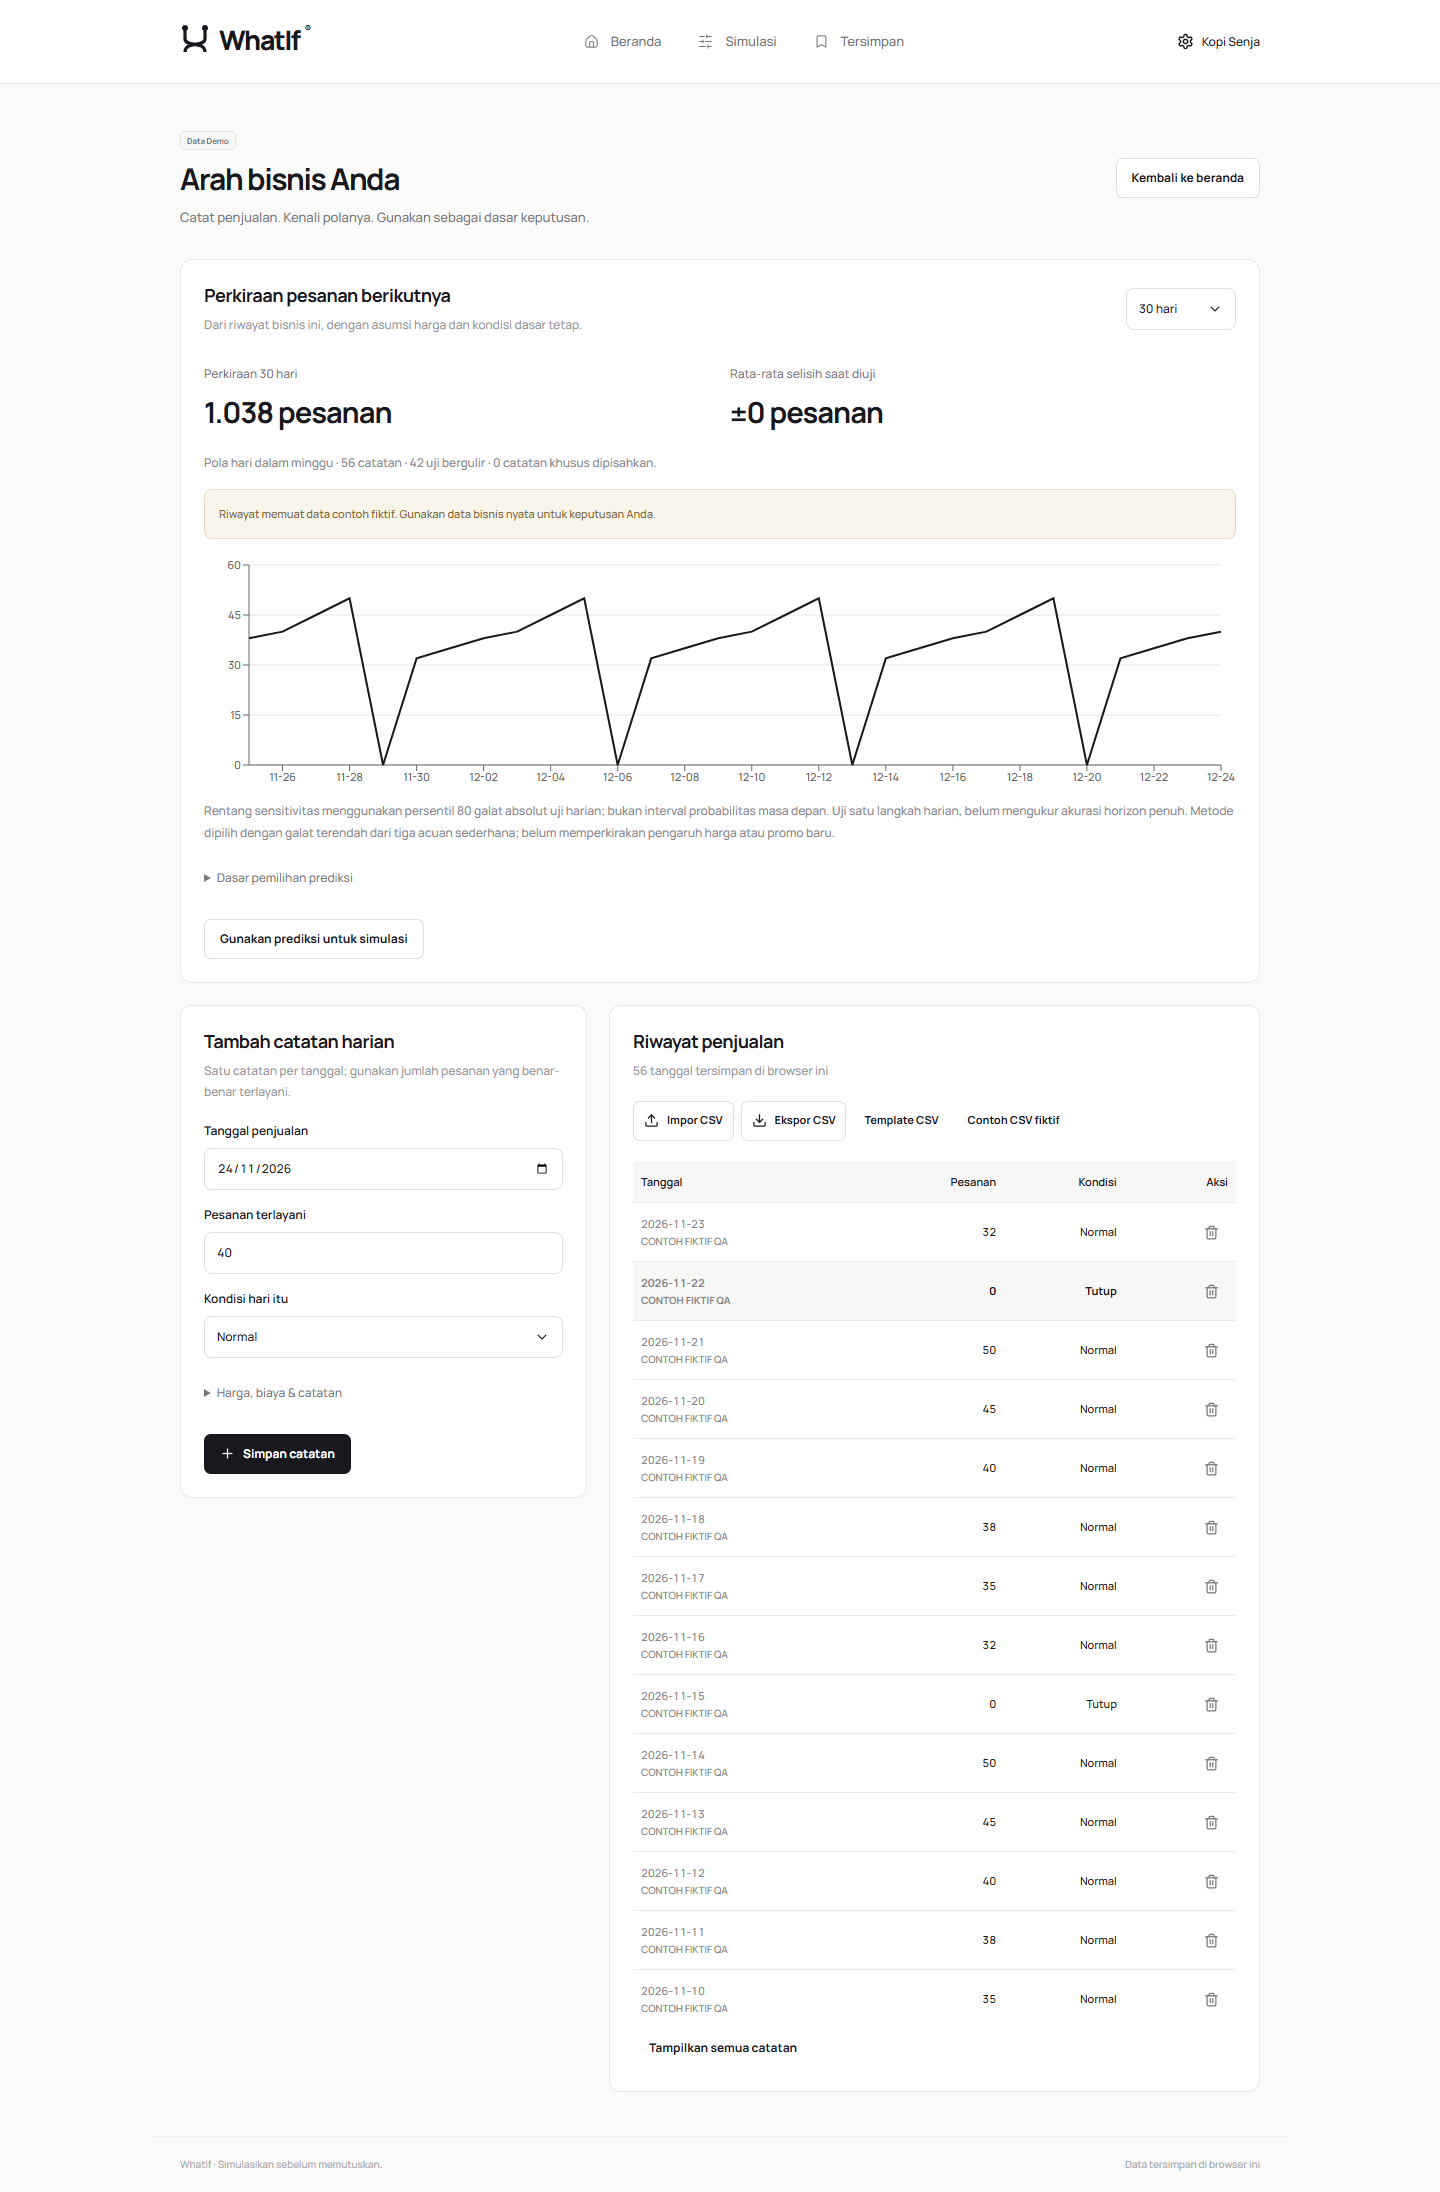 WhatIf
Beranda
Simulasi
Tersimpan
Kopi Senja
Data Demo
Arah bisnis Anda
Kembali ke beranda
Catat penjualan. Kenali polanya. Gunakan sebagai dasar keputusan.
Perkiraan pesanan berikutnya
30 hari
Dari riwayat bisnis ini, dengan asumsi harga dan kondisi dasar tetap.
Perkiraan 30 hari
1.038 pesanan
Rata-rata selisih saat diuji
±0 pesanan
Pola hari dalam minggu · 56 catatan · 42 uji bergulir · 0 catatan khusus dipisahkan.
Riwayat memuat data contoh fiktif. Gunakan data bisnis nyata untuk keputusan Anda.
60
45
30
15
0
11-26 11-28 11-30 12-02 12-04 12-06 12-08 12-10 12-12 12-14 12-16 12-18 12-20 12-22 12-24
Rentang sensitivitas menggunakan persentil 80 galat absolut uji harian; bukan interval probabilitas masa depan. Uji satu langkah harian, belum mengukur akurasi horizon penuh. Metode
dipilih dengan galat terendah dari tiga acuan sederhana; belum memperkirakan pengaruh harga atau promo baru.
Dasar pemilihan prediksi
Gunakan prediksi untuk simulasi
Tambah catatan harian
Satu catatan per tanggal; gunakan jumlah pesanan yang benar-
benar terlayani.
Tanggal penjualan
24/11/2026
Pesanan terlayani
40
Kondisi hari itu
Normal
Harga, biaya & catatan
Simpan catatan
Riwayat penjualan
56 tanggal tersimpan di browser ini
Impor CSV
Ekspor CSV
Template CSV
Contoh CSV fiktif
Tanggal Pesanan Kondisi Aksi
2026-11-23
CONTOH FIKTIF QA
32 Normal
2026-11-22
CONTOH FIKTIF QA
0 Tutup
2026-11-21
CONTOH FIKTIF QA
50 Normal
2026-11-20
CONTOH FIKTIF QA
45 Normal
2026-11-19
CONTOH FIKTIF QA
40 Normal
2026-11-18
CONTOH FIKTIF QA
38 Normal
2026-11-17
CONTOH FIKTIF QA
35 Normal
2026-11-16
CONTOH FIKTIF QA
32 Normal
2026-11-15
CONTOH FIKTIF QA
0 Tutup
2026-11-14
CONTOH FIKTIF QA
50 Normal
2026-11-13
CONTOH FIKTIF QA
45 Normal
2026-11-12
CONTOH FIKTIF QA
40 Normal
2026-11-11
CONTOH FIKTIF QA
38 Normal
2026-11-10
CONTOH FIKTIF QA
35 Normal
Tampilkan semua catatan
WhatIf · Simulasikan sebelum memutuskan.
Data tersimpan di browser ini